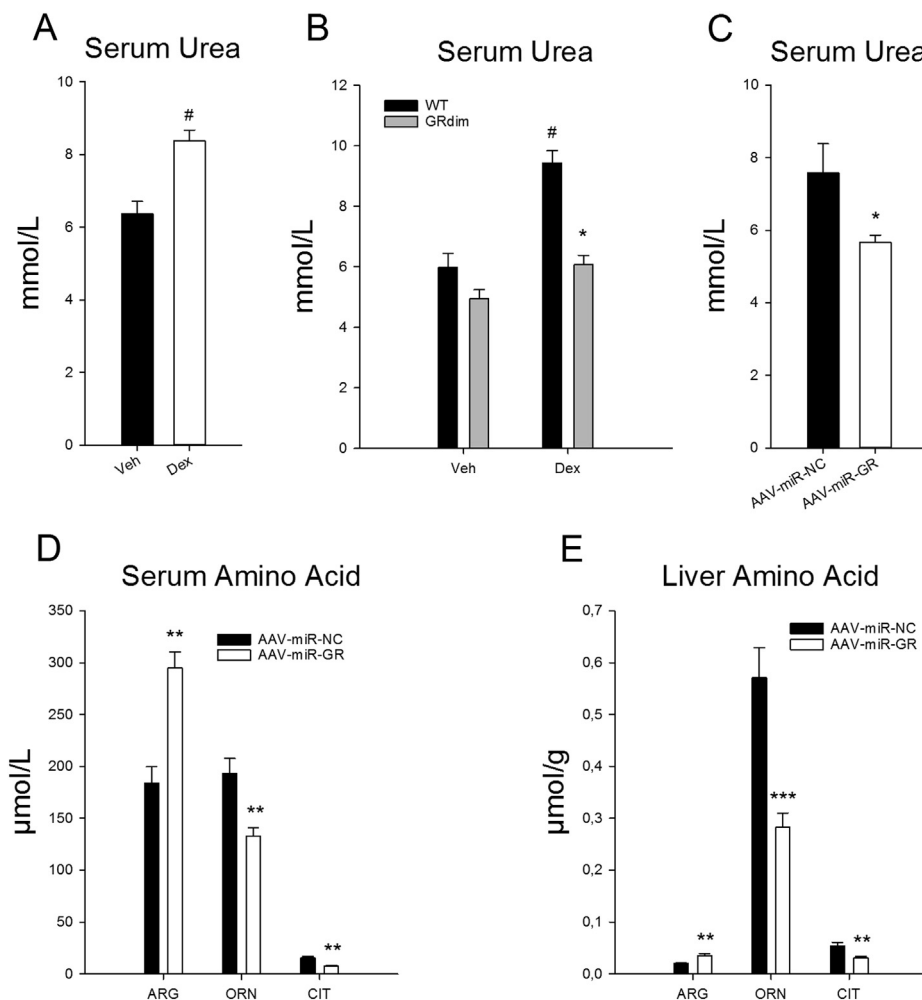 A
Serum Urea
mmol/L
10
8
6
4
2
0
#
Veh
Dex
B
Serum Urea
mmol/L
12
10
8
6
4
2
0
WT
GRdim
#
*
Veh
Dex
C
Serum Urea
mmol/L
10
8
6
4
2
0
*
AAV-miR-NC
AAV-miR-GR
D
Serum Amino Acid
µmol/L
350
300
250
200
150
100
50
0
AAV-miR-NC
AAV-miR-GR
**
**
**
ARG
ORN
CIT
E
Liver Amino Acid
µmol/g
0,7
0,6
0,5
0,4
0,3
0,2
0,1
0,0
AAV-miR-NC
AAV-miR-GR
**
***
**
ARG
ORN
CIT